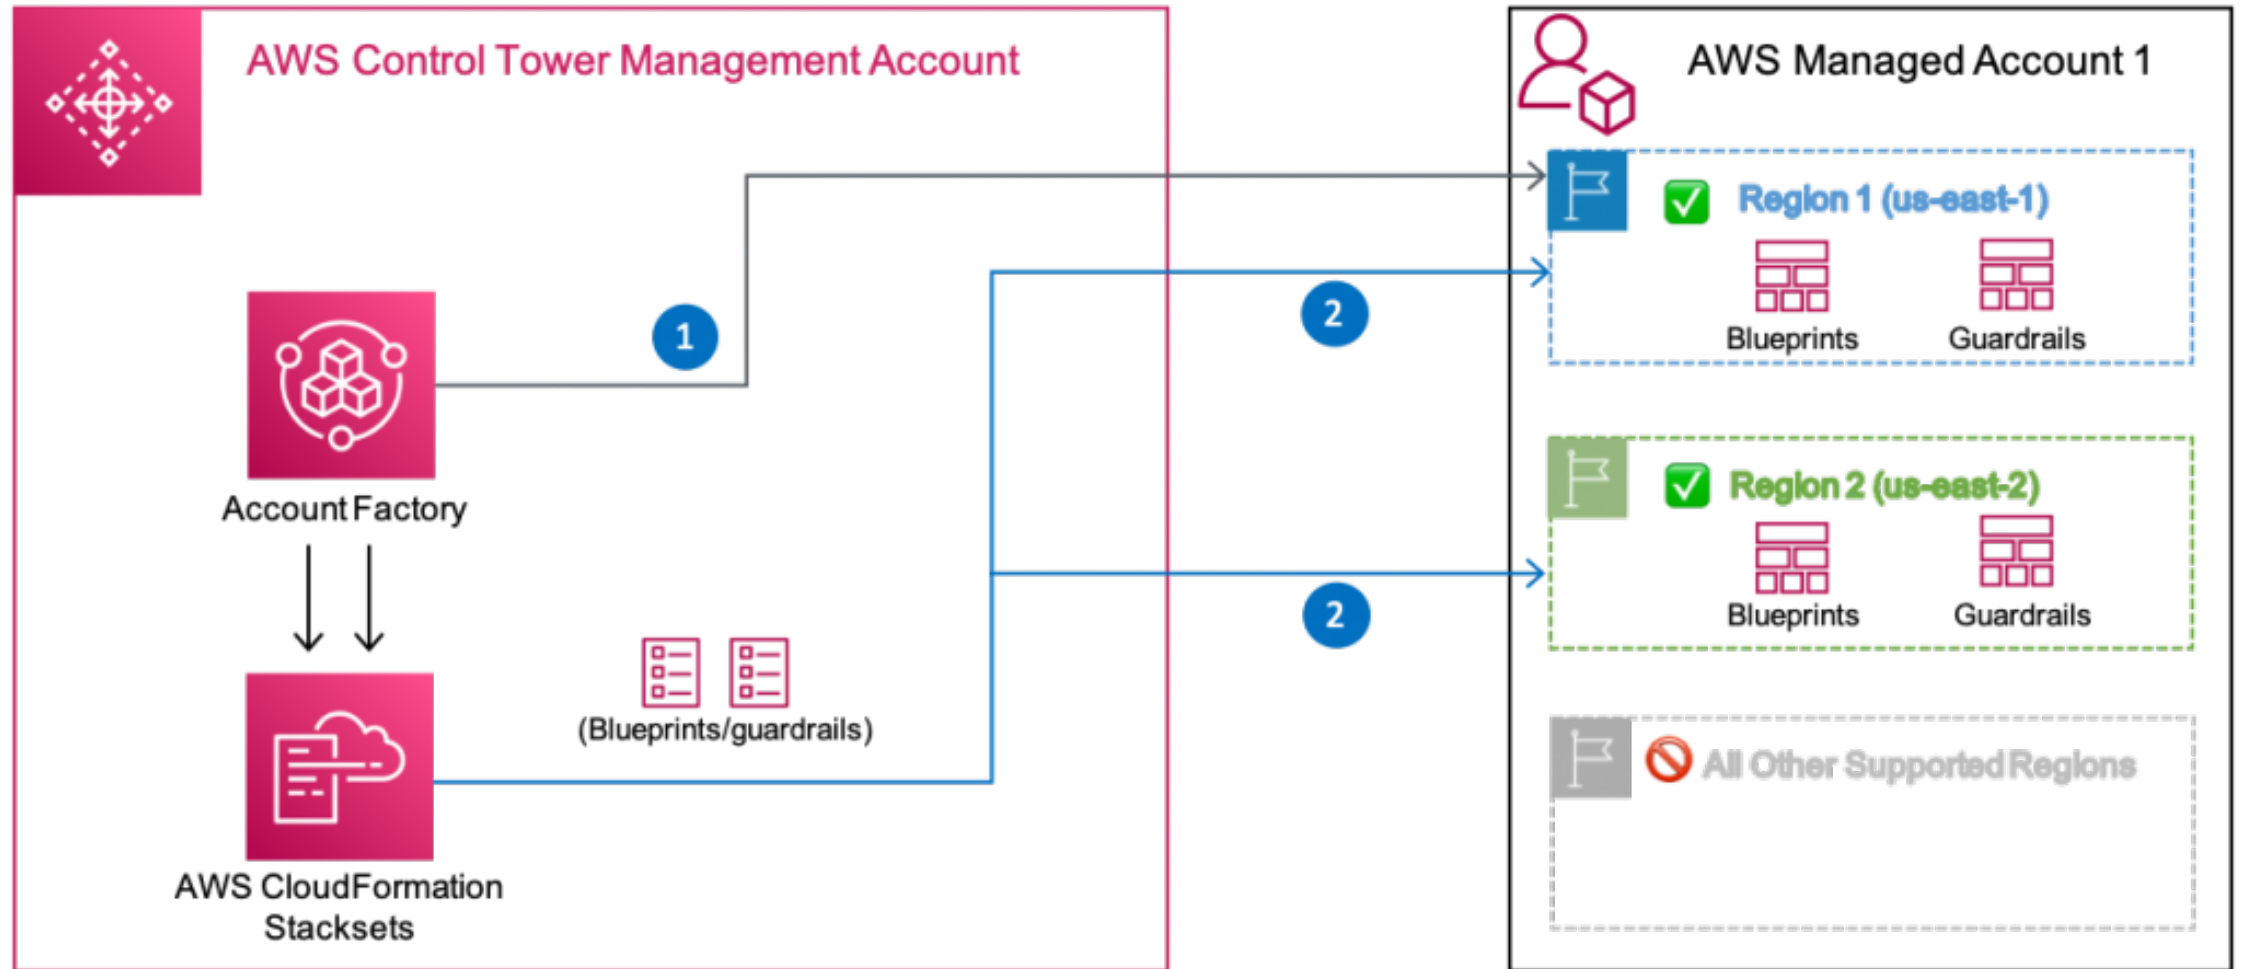 AWS Control Tower Management Account
AWS Managed Account 1
Region 1 (us-east-1)
Blueprints
Guardrails
1
2
Account Factory
Region 2 (us-east-2)
Blueprints
Guardrails
2
(Blueprints/guardrails)
All Other Supported Regions
AWS CloudFormation
Stacksets